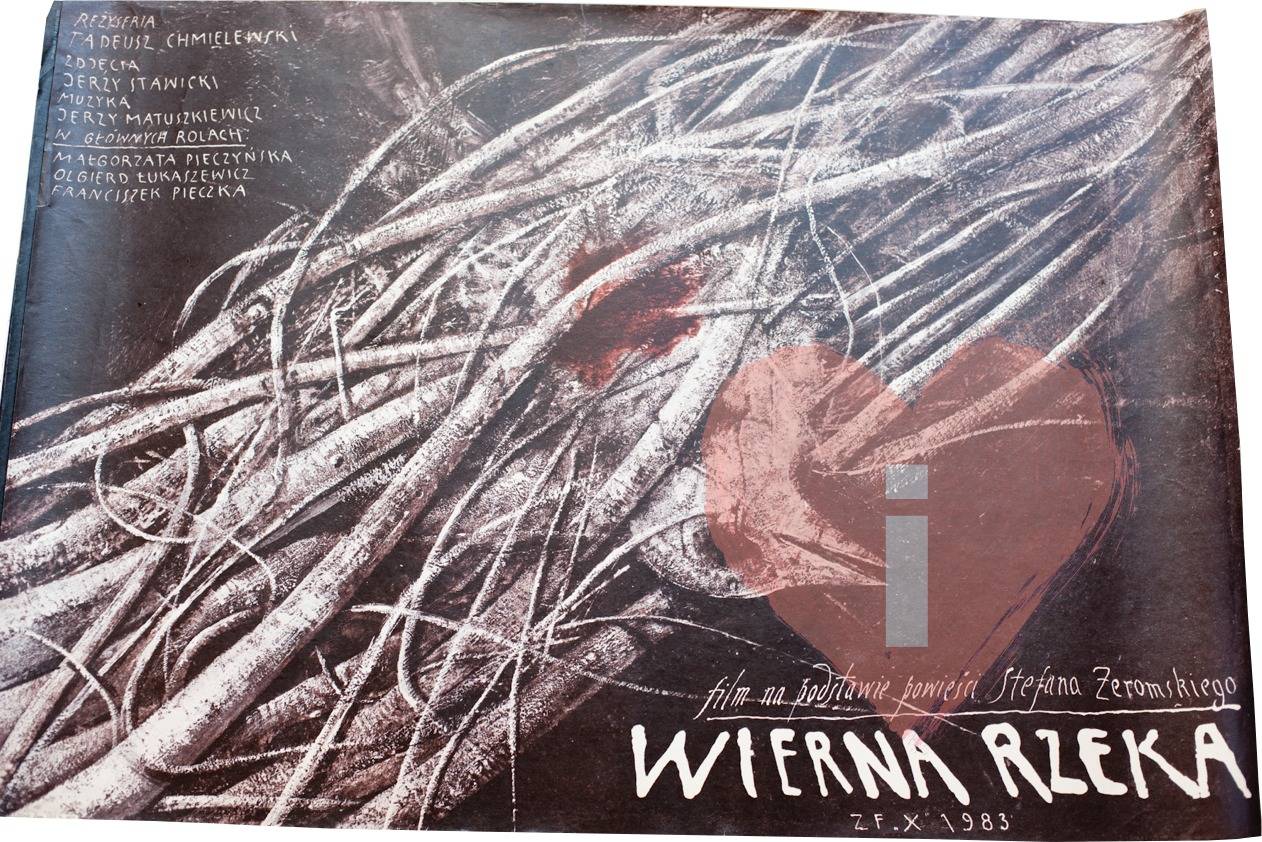 REŻYSERIA
TADEUSZ CHMIELEWSKI
ZDJĘCIA
JERZY STAWICKI
MUZYKA
JERZY MATUSZKIEWICZ
W GŁÓWNYCH ROLACH:
MAŁGORZATA PIECZYŃSKA
OLGIERD ŁUKASZEWICZ
FRANCISZEK PIECZKA
i
film na podstawie powieści Stefana Żeromskiego
WIERNA RZEKA
ZF. X 1983